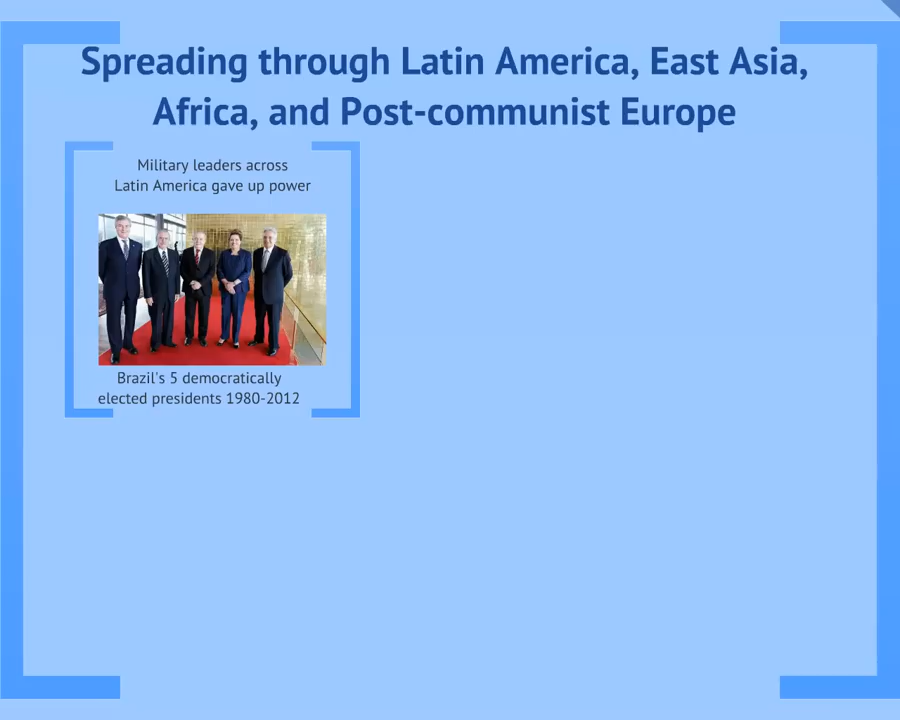 Spreading through Latin America, East Asia,
Africa, and Post-communist Europe
Military leaders across
Latin America gave up power
Brazil's 5 democratically
elected presidents 1980-2012